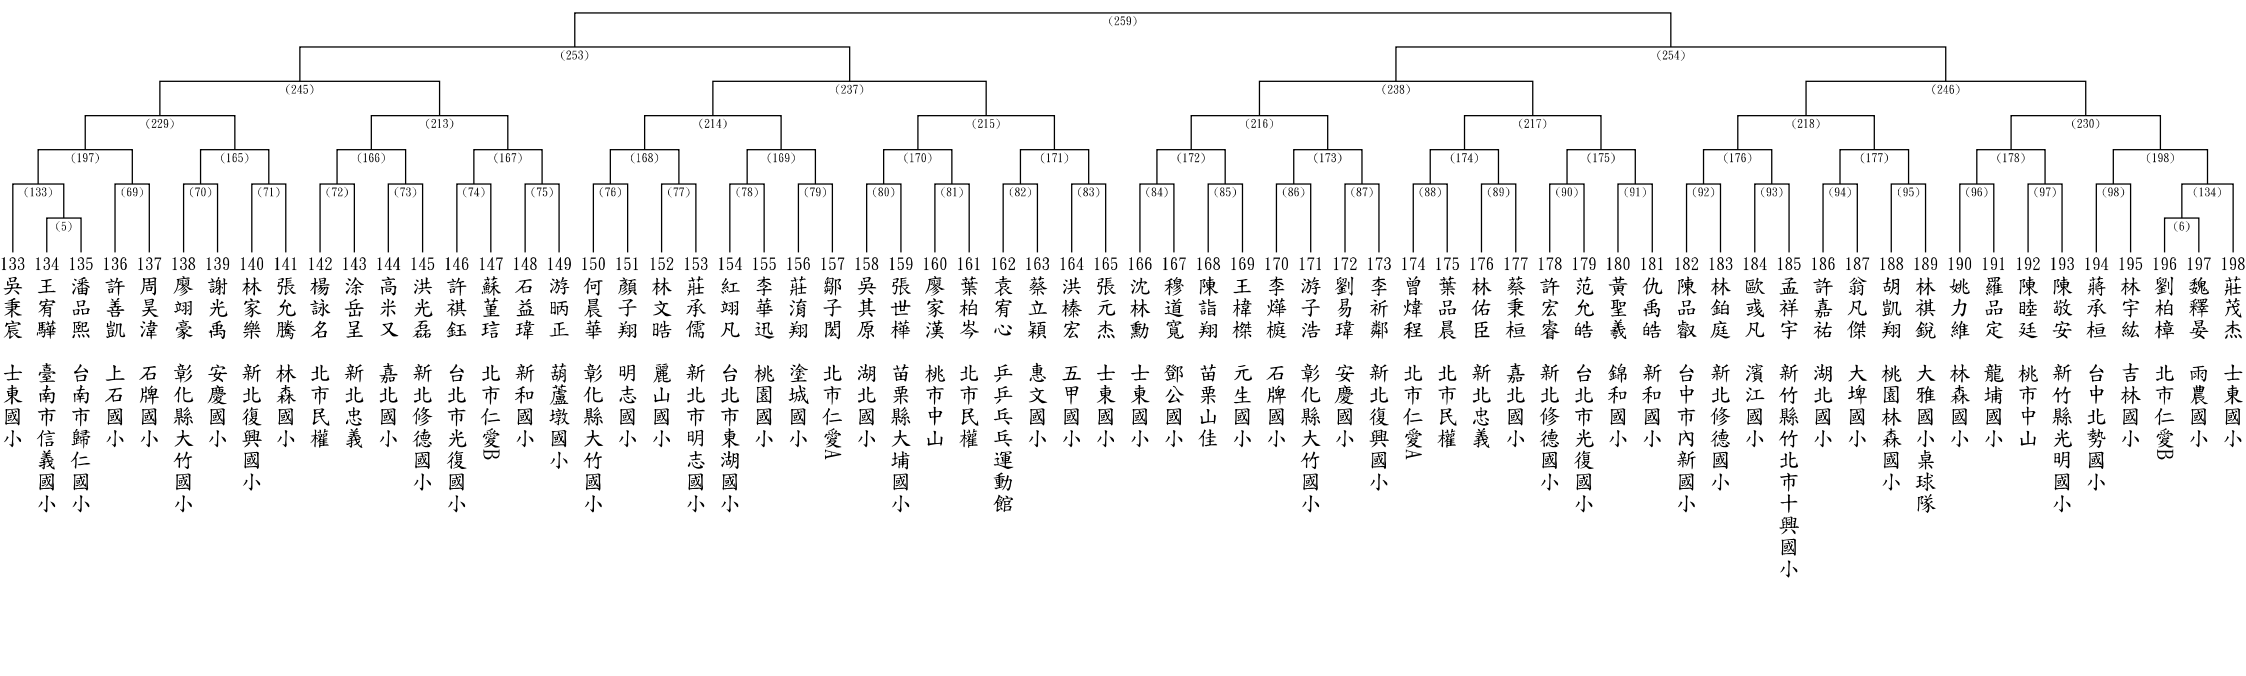 (259)
(253) (254)
(245) (237) (238) (246)
(229) (213) (214) (215) (216) (217) (218) (230)
(197) (165) (166) (167) (168) (169) (170) (171) (172) (173) (174) (175) (176) (177) (178) (198)
(133) (69) (70) (71) (72) (73) (74) (75) (76) (77) (78) (79) (80) (81) (82) (83) (84) (85) (86) (87) (88) (89) (90) (91) (92) (93) (94) (95) (96) (97) (98) (134)
(5) (6)
133 吳秉宸 士東國小
134 王宥驊 臺南市信義國小
135 潘品熙 台南市歸仁國小
136 許善凱 上石國小
137 周昊湋 石牌國小
138 廖翊豪 彰化縣大竹國小
139 謝光禹 安慶國小
140 林家樂 新北復興國小
141 張允騰 林森國小
142 楊詠名 北市民權
143 涂岳呈 新北忠義
144 高米又 嘉北國小
145 洪光磊 新北修德國小
146 許祺鈺 台北市光復國小
147 蘇堇琂 北市仁愛B
148 石益瑋 新和國小
149 游昞正 葫蘆墩國小
150 何晨華 彰化縣大竹國小
151 顏子翔 明志國小
152 林文晧 麗山國小
153 莊承儒 新北市明志國小
154 紅翊凡 台北市東湖國小
155 李華迅 桃園國小
156 莊淯翔 塗城國小
157 鄒子閎 北市仁愛A
158 吳其原 湖北國小
159 張世樺 苗栗縣大埔國小
160 廖家漢 桃市中山
161 葉柏岑 北市民權
162 袁宥心 乒乒乓乓運動館
163 蔡立穎 惠文國小
164 洪榛宏 五甲國小
165 張元杰 士東國小
166 沈林勳 士東國小
167 穆道寬 鄧公國小
168 陳詣翔 苗栗山佳
169 王椲榤 元生國小
170 李燁榳 石牌國小
171 游子浩 彰化縣大竹國小
172 劉易瑋 安慶國小
173 李祈鄰 新北復興國小
174 曾煒程 北市仁愛A
175 葉品晨 北市民權
176 林佑臣 新北忠義
177 蔡秉桓 嘉北國小
178 許宏睿 新北修德國小
179 范允皓 台北市光復國小
180 黃聖羲 錦和國小
181 仇禹皓 新和國小
182 陳品叡 台中市內新國小
183 林鉑庭 新北修德國小
184 歐彧凡 濱江國小
185 孟祥宇 新竹縣竹北市十興國小
186 許嘉祐 湖北國小
187 翁凡傑 大埤國小
188 胡凱翔 桃園林森國小
189 林祺銳 大雅國小桌球隊
190 姚力維 林森國小
191 羅品定 龍埔國小
192 陳睦廷 桃市中山
193 陳敬安 新竹縣光明國小
194 蔣承桓 台中北勢國小
195 林宇紘 吉林國小
196 劉柏樟 北市仁愛B
197 魏釋晏 雨農國小
198 莊茂杰 士東國小